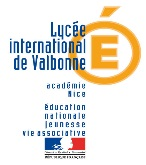 Lycée
international
de Valbonne
académie
Nice
éducation
nationale
jeunesse
vie associative